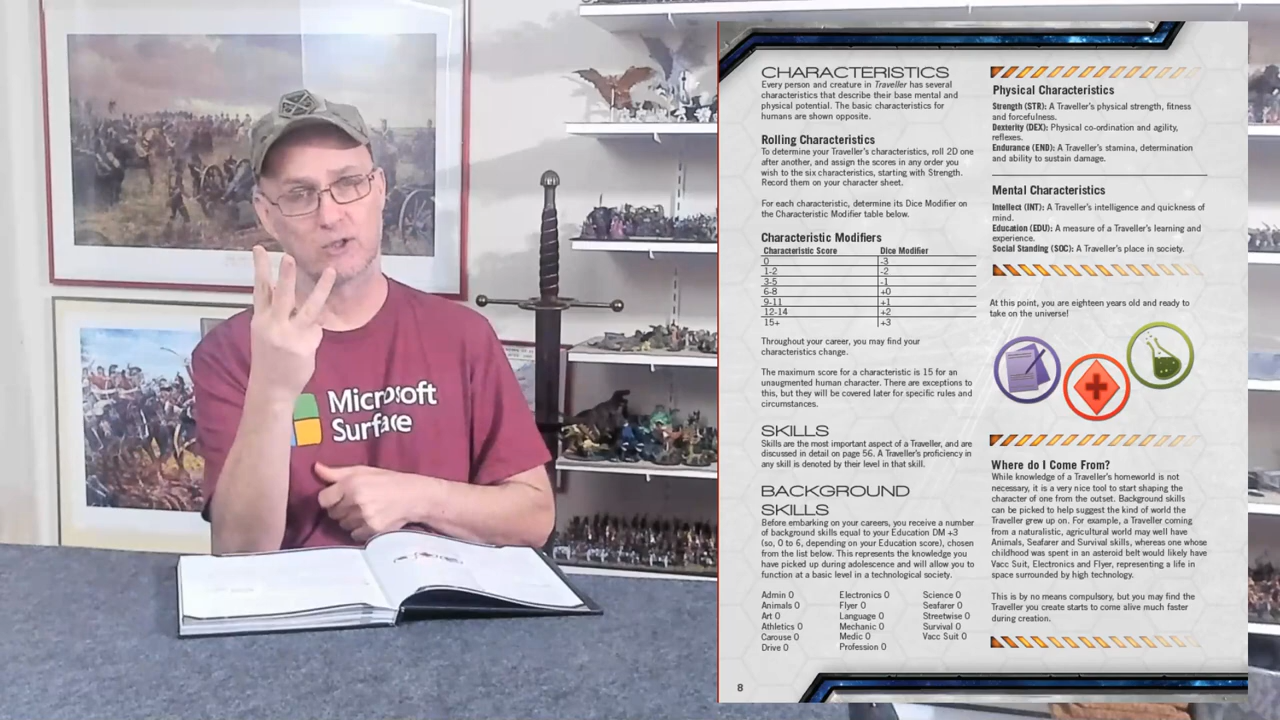 Microsoft
Surface
CHARACTERISTICS
Every person and creature in Traveller has several
characteristics that describe their base mental and
physical potential. The basic characteristics for
humans are shown opposite.
Rolling Characteristics
To determine your Traveller's characteristics, roll 2D one
after another, and assign the scores in any order you
wish to the six characteristics, starting with Strength.
Record them on your character sheet.
For each characteristic, determine its Dice Modifier on
the Characteristic Modifier table below.
Characteristic Modifiers
Characteristic Score Dice Modifier
0 -3
1-2 -2
3-5 -1
6-8 +0
9-11 +1
12-14 +2
15+ +3
Throughout your career, you may find your
characteristics change.
The maximum score for a characteristic is 15 for an
unaugmented human character. There are exceptions to
this, but they will be covered later for specific rules and
circumstances.
SKILLS
Skills are the most important aspect of a Traveller, and are
discussed in detail on page 56. A Traveller's proficiency in
any skill is denoted by their level in that skill.
BACKGROUND
SKILLS
Before embarking on your careers, you receive a number
of background skills equal to your Education DM +3
(so, 0 to 6, depending on your Education score), chosen
from the list below. This represents the knowledge you
have picked up during adolescence and will allow you to
function at a basic level in a technological society.
Admin 0 Electronics 0 Science 0
Animals 0 Flyer 0 Seafarer 0
Art 0 Language 0 Streetwise 0
Athletics 0 Mechanic 0 Survival 0
Carouse 0 Medic 0 Vacc Suit 0
Drive 0 Profession 0
Physical Characteristics
Strength (STR): A Traveller's physical strength, fitness
and forcefulness.
Dexterity (DEX): Physical co-ordination and agility,
reflexes.
Endurance (END): A Traveller's stamina, determination
and ability to sustain damage.
Mental Characteristics
Intellect (INT): A Traveller's intelligence and quickness of
mind.
Education (EDU): A measure of a Traveller's learning and
experience.
Social Standing (SOC): A Traveller's place in society.
At this point, you are eighteen years old and ready to
take on the universe!
Where do I Come From?
While knowledge of a Traveller's homeworld is not
necessary, it is a very nice tool to start shaping the
character of one from the outset. Background skills
can be picked to help suggest the kind of world the
Traveller grew up on. For example, a Traveller coming
from a naturalistic, agricultural world may well have
Animals, Seafarer and Survival skills, whereas one whose
childhood was spent in an asteroid belt would likely have
Vacc Suit, Electronics and Flyer, representing a life in
space surrounded by high technology.
This is by no means compulsory, but you may find the
Traveller you create starts to come alive much faster
during creation.
8